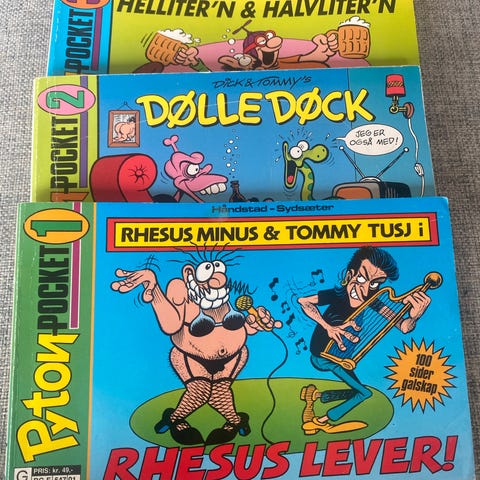 3
POCKET
HELLITER'N & HALVLITER'N
2
POCKET
DICK & TOMMY'S
DØLLE DØCK
JEG ER
OGSÅ MED!
1
Pyton POCKET
Håndstad - Sydsæter
RHESUS MINUS & TOMMY TUSJ i
100
sider
galskap
RHESUS LEVER!
G
PRIS: kr. 49,-